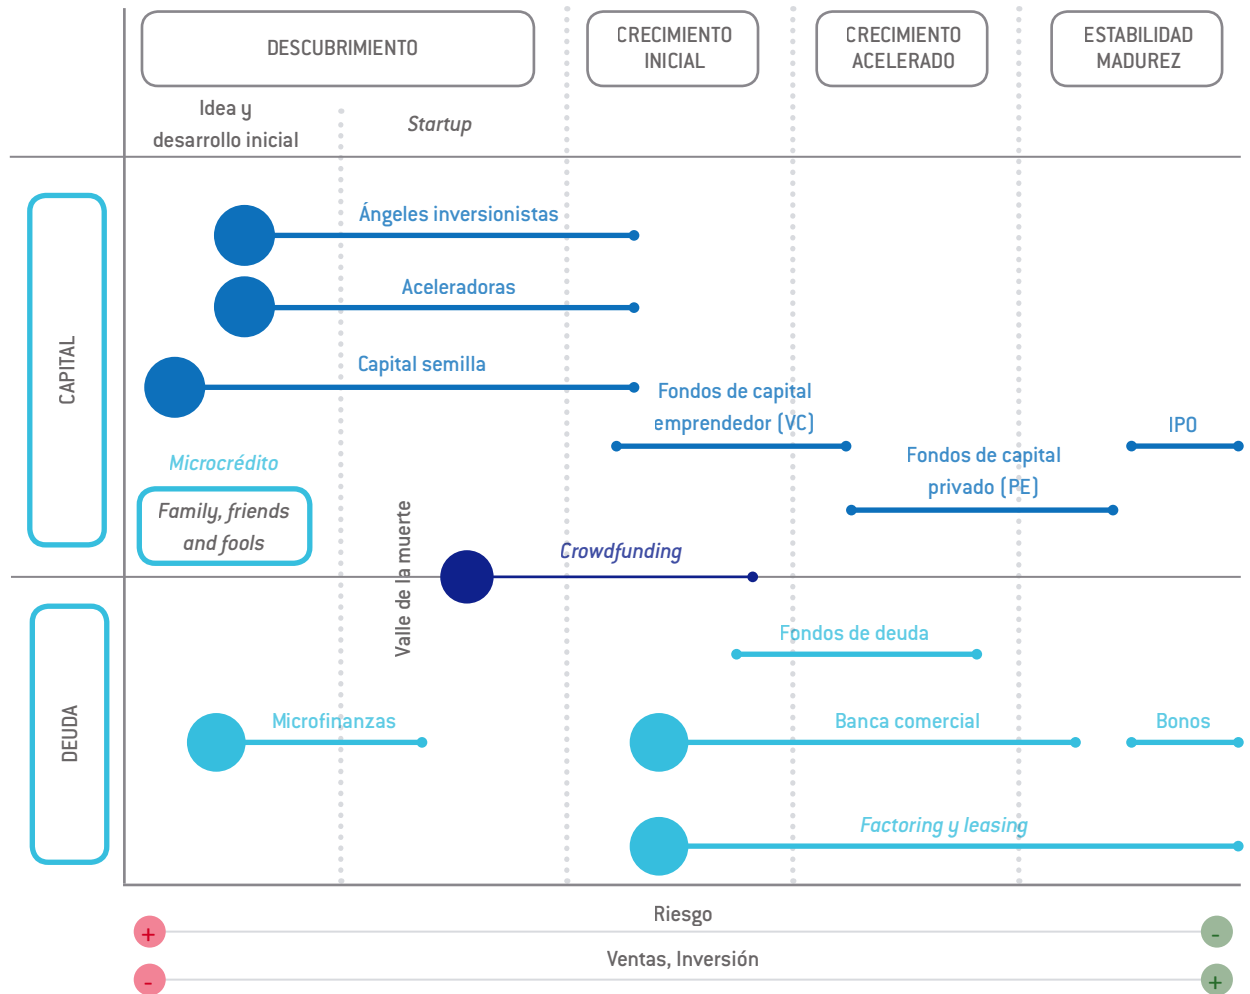 DESCUBRIMIENTO
CRECIMIENTO
INICIAL
CRECIMIENTO
ACELERADO
ESTABILIDAD
MADUREZ
Idea y
desarrollo inicial
Startup
CAPITAL
Ángeles inversionistas
Aceleradoras
Capital semilla
Fondos de capital
emprendedor (VC)
IPO
Fondos de capital
privado (PE)
Microcrédito
Family, friends
and fools
Valle de la muerte
Crowdfunding
DEUDA
Fondos de deuda
Microfinanzas
Banca comercial
Bonos
Factoring y leasing
Riesgo
+
-
Ventas, Inversión
-
+